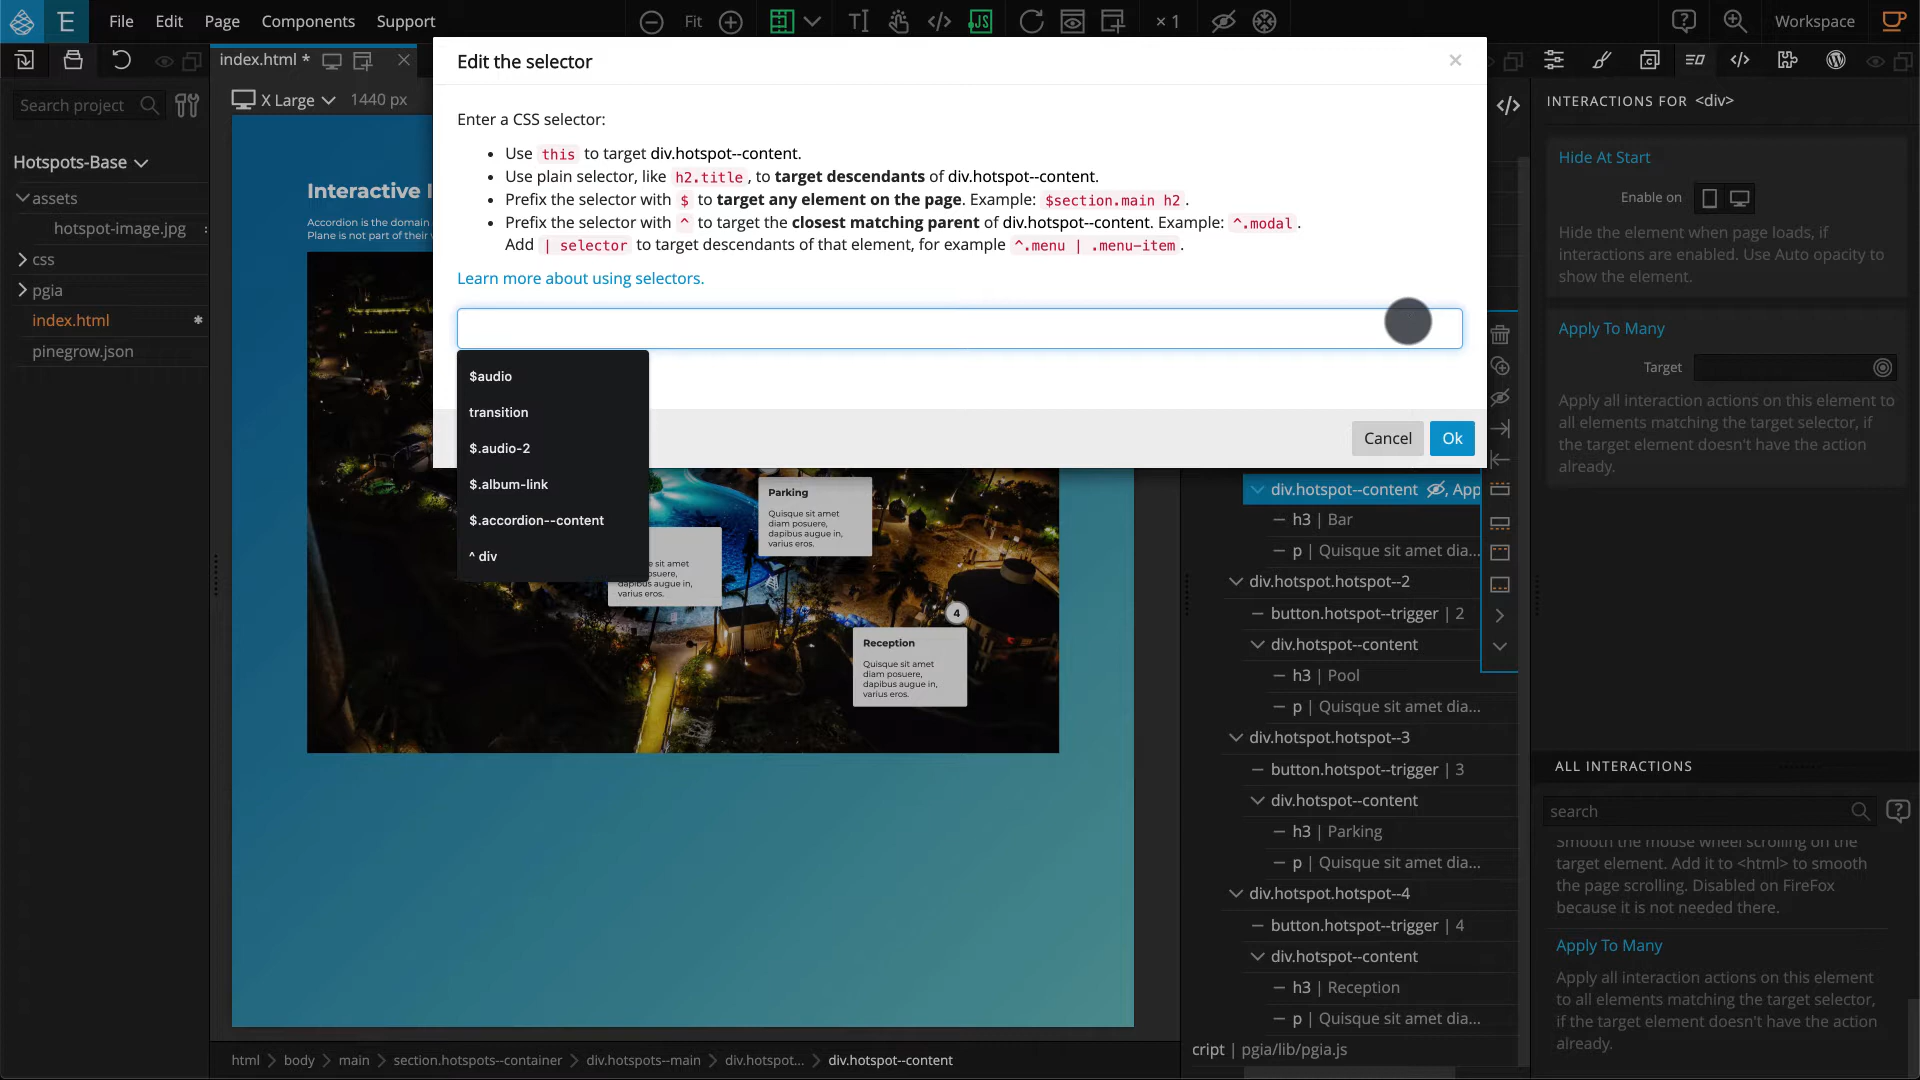 File Edit Page Components Support
Fit
× 1
Workspace
index.html *
X Large
1440 px
Search project
Hotspots-Base
assets
hotspot-image.jpg
css
pgia
index.html
*
pinegrow.json
Interactive
Accordion is the domain
Plane is not part of their
Edit the selector
×
Enter a CSS selector:
• Use this to target div.hotspot--content.
• Use plain selector, like h2.title, to target descendants of div.hotspot--content.
• Prefix the selector with $ to target any element on the page. Example: $section.main h2.
• Prefix the selector with ^ to target the closest matching parent of div.hotspot--content. Example: ^.modal.
Add | selector to target descendants of that element, for example ^.menu | .menu-item.
Learn more about using selectors.
$audio
transition
$.audio-2
$.album-link
$.accordion--content
^ div
Cancel
Ok
Parking
Quisque sit amet
diam posuere,
dapibus augue in,
varius eros.
sit amet
posuere,
dapibus augue in,
varius eros.
4
Reception
Quisque sit amet
diam posuere,
dapibus augue in,
varius eros.
html > body > main > section.hotspots--container > div.hotspots--main > div.hotspot... > div.hotspot--content
div.hotspot--content , App
h3 | Bar
p | Quisque sit amet dia...
div.hotspot.hotspot--2
button.hotspot--trigger | 2
div.hotspot--content
h3 | Pool
p | Quisque sit amet dia...
div.hotspot.hotspot--3
button.hotspot--trigger | 3
div.hotspot--content
h3 | Parking
p | Quisque sit amet dia...
div.hotspot.hotspot--4
button.hotspot--trigger | 4
div.hotspot--content
h3 | Reception
p | Quisque sit amet dia...
cript | pgia/lib/pgia.js
INTERACTIONS FOR <div>
Hide At Start
Enable on
Hide the element when page loads, if
interactions are enabled. Use Auto opacity to
show the element.
Apply To Many
Target
Apply all interaction actions on this element to
all elements matching the target selector, if
the target element doesn't have the action
already.
ALL INTERACTIONS
search
Smooth the mouse wheel scrolling on the
target element. Add it to <html> to smooth
the page scrolling. Disabled on FireFox
because it is not needed there.
Apply To Many
Apply all interaction actions on this element
to all elements matching the target selector,
if the target element doesn't have the action
already.